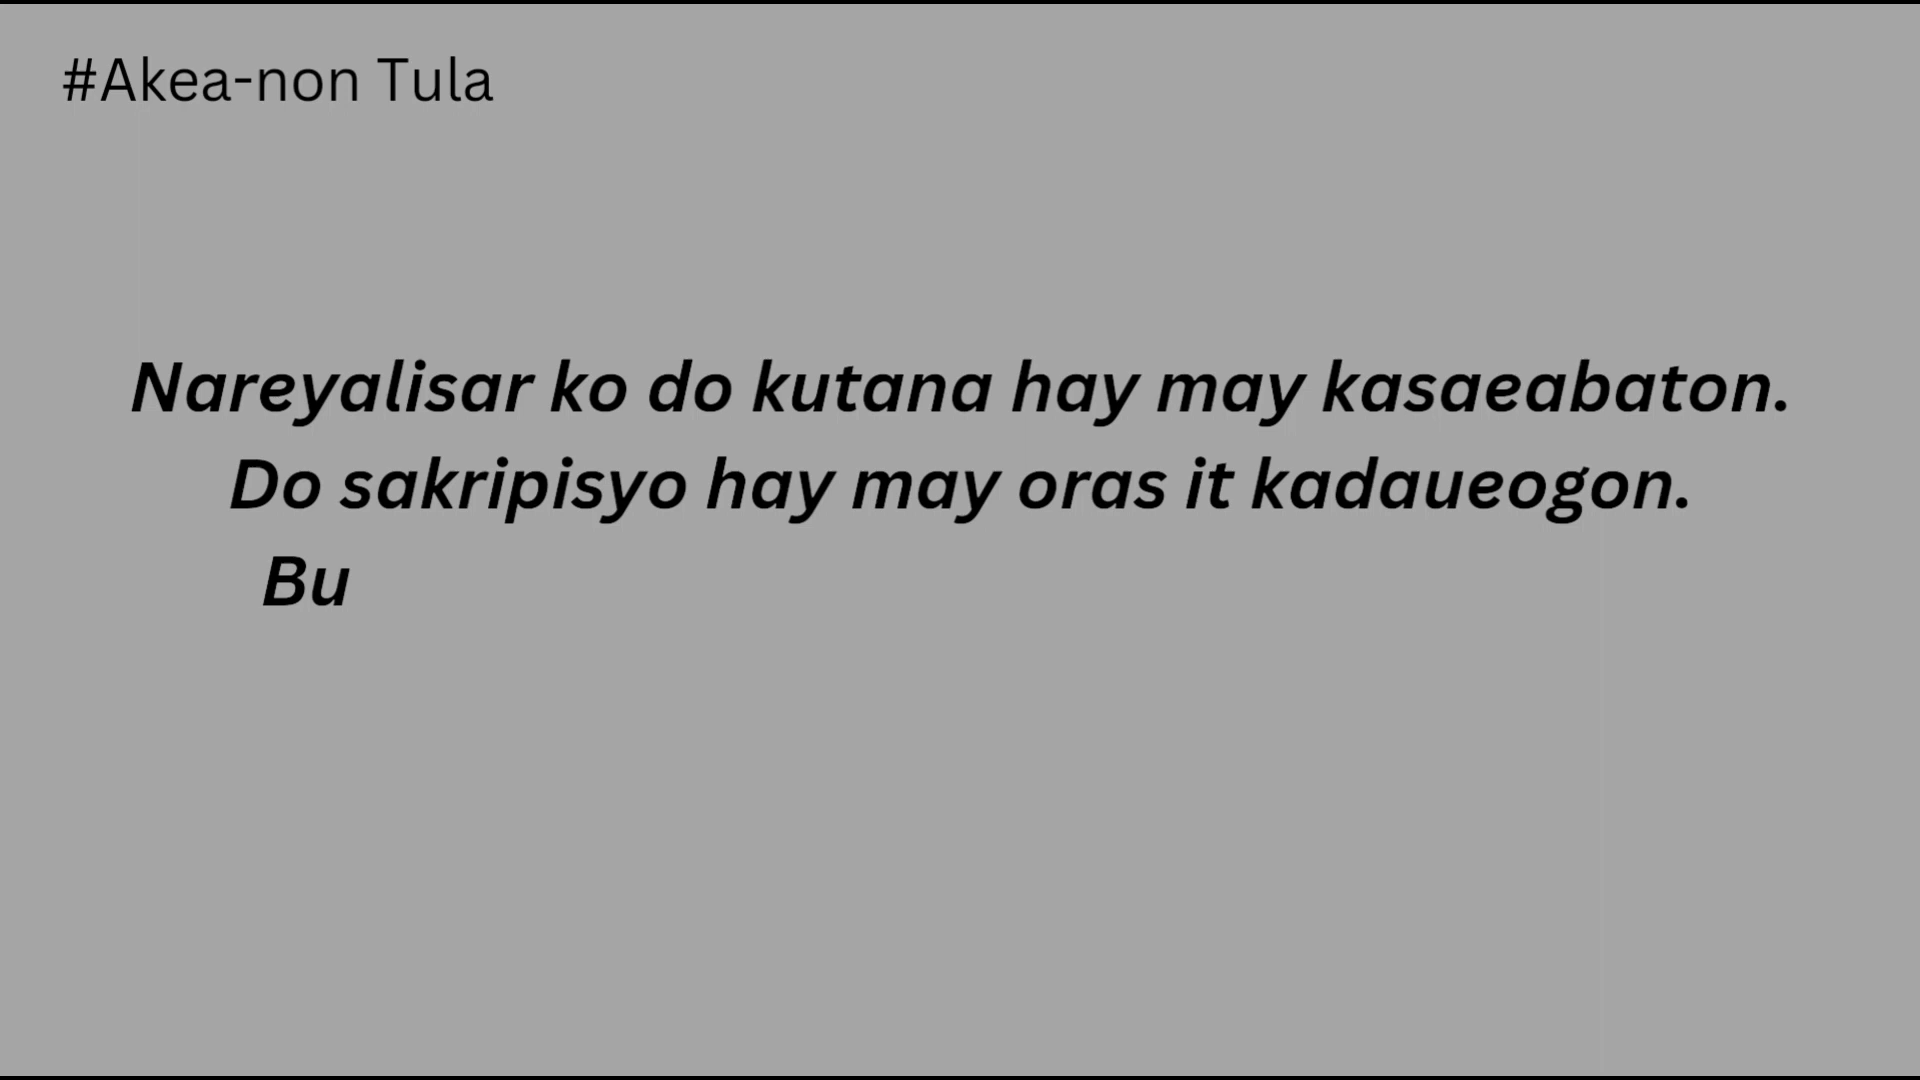 #Akea-non Tula
Nareyalisar ko do kutana hay may kasaeabaton.
Do sakripisyo hay may oras it kadaueogon.
Bu